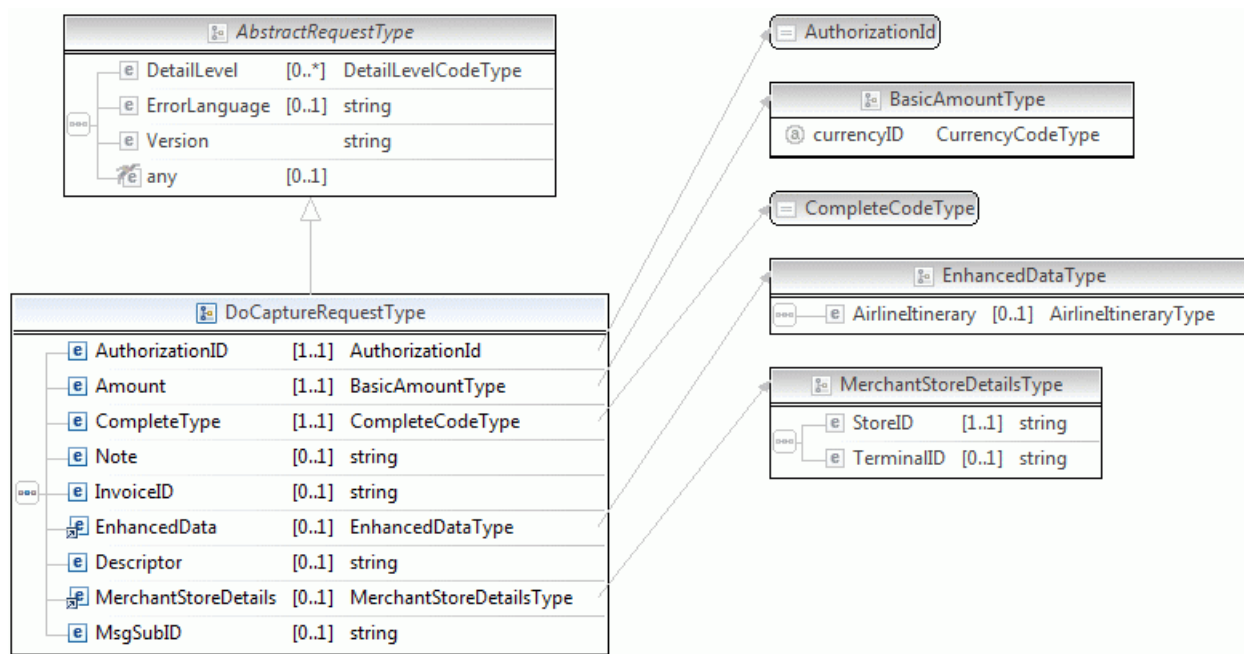 AbstractRequestType
DetailLevel [0..*] DetailLevelCodeType
ErrorLanguage [0..1] string
Version string
any [0..1]
DoCaptureRequestType
AuthorizationID [1..1] AuthorizationId
Amount [1..1] BasicAmountType
CompleteType [1..1] CompleteCodeType
Note [0..1] string
InvoiceID [0..1] string
EnhancedData [0..1] EnhancedDataType
Descriptor [0..1] string
MerchantStoreDetails [0..1] MerchantStoreDetailsType
MsgSubID [0..1] string
AuthorizationId
BasicAmountType
currencyID CurrencyCodeType
CompleteCodeType
EnhancedDataType
AirlineItinerary [0..1] AirlineItineraryType
MerchantStoreDetailsType
StoreID [1..1] string
TerminalID [0..1] string